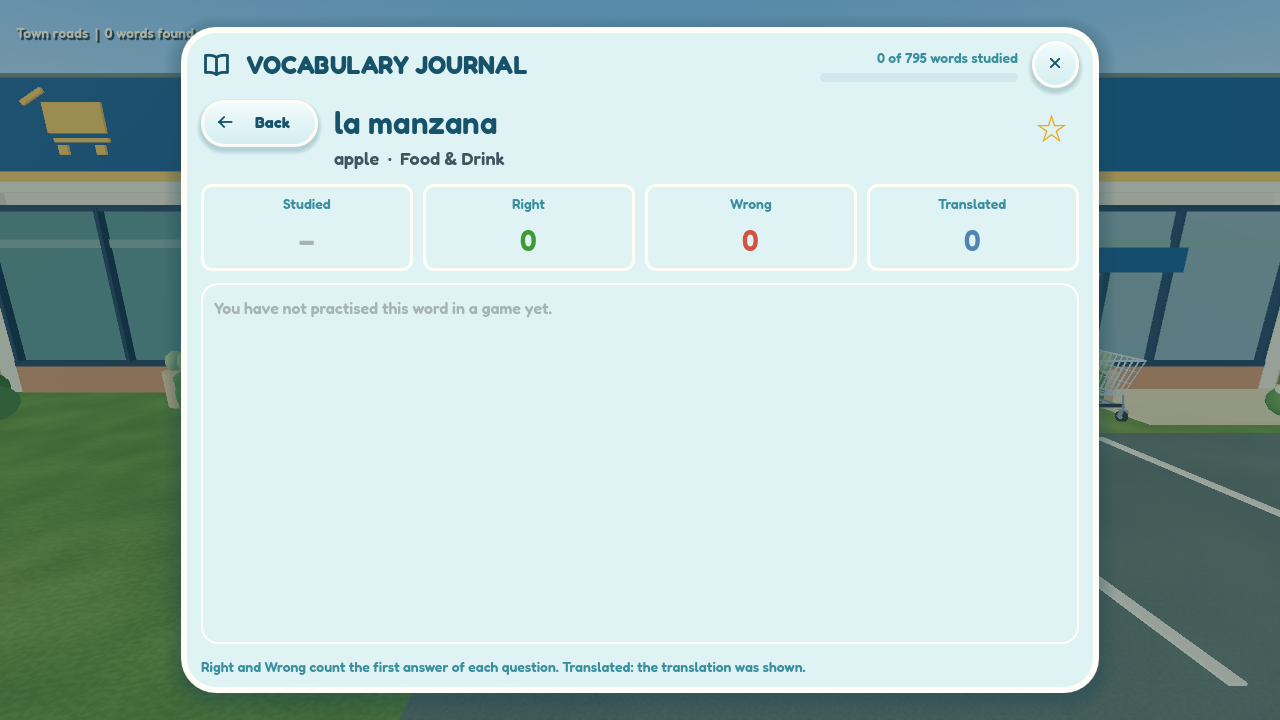 Town roads | 0 words found
VOCABULARY JOURNAL
0 of 795 words studied
Back
la manzana
apple · Food & Drink
Studied
–
Right
0
Wrong
0
Translated
0
You have not practised this word in a game yet.
Right and Wrong count the first answer of each question. Translated: the translation was shown.